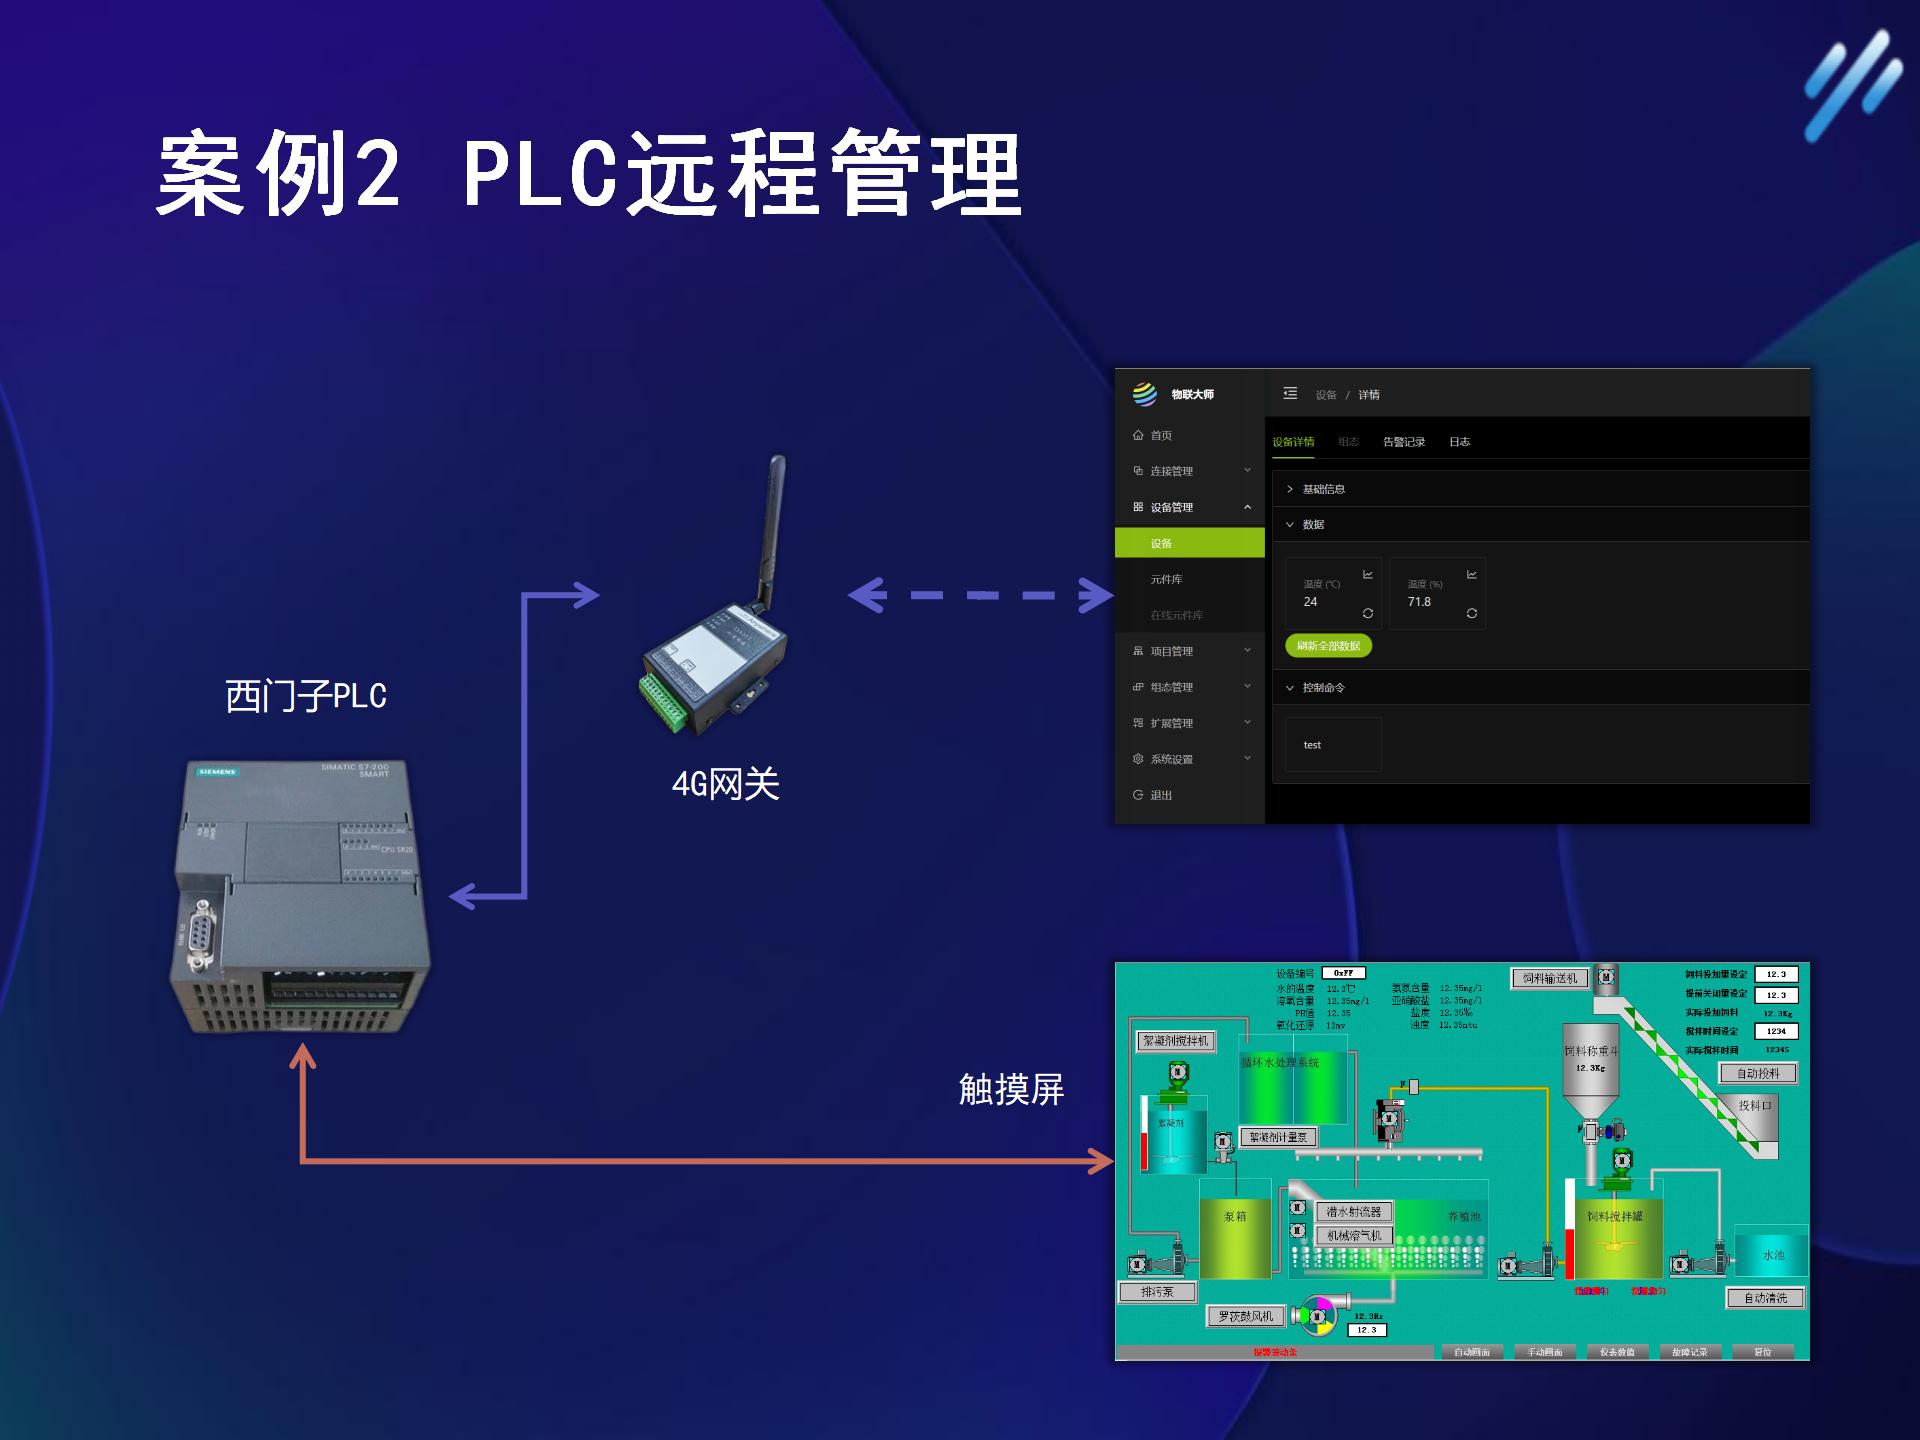 案例2 PLC远程管理
物联大师
首页
连接管理
设备管理
设备
元件库
在线元件库
项目管理
组态管理
扩展管理
系统设置
退出
设备 / 详情
设备详情 组态 告警记录 日志
基础信息
数据
温度 (℃)
24
温度 (%)
71.8
刷新全部数据
控制命令
test
西门子PLC
SIEMENS
SIMATIC S7-200
SMART
CPU SR20
4G网关
触摸屏
设备编号 0xFF
水的温度 12.3℃ 氨氮含量 12.35mg/l
溶氧含量 12.35mg/l 亚硝酸盐 12.35mg/l
PH值 12.35 盐度 12.35‰
氧化还原 12mv 浊度 12.35ntu
饲料输送机
饲料投加量设定 12.3
提前关闭量设定 12.3
实际投加饲料 12.3Kg
搅拌时间设定 1234
实际搅拌时间 1234S
自动投料
投料口
饲料称重斗
12.3Kg
絮凝剂搅拌机
循环水处理系统
絮凝剂
絮凝剂计量泵
泵箱
潜水射流器
机械溶气机
养殖池
饲料搅拌罐
水池
排污泵
自动清洗
罗茨鼓风机
12.3Hz
12.3
报警滚动条
自动画面 手动画面 仪表数值 故障记录 复位